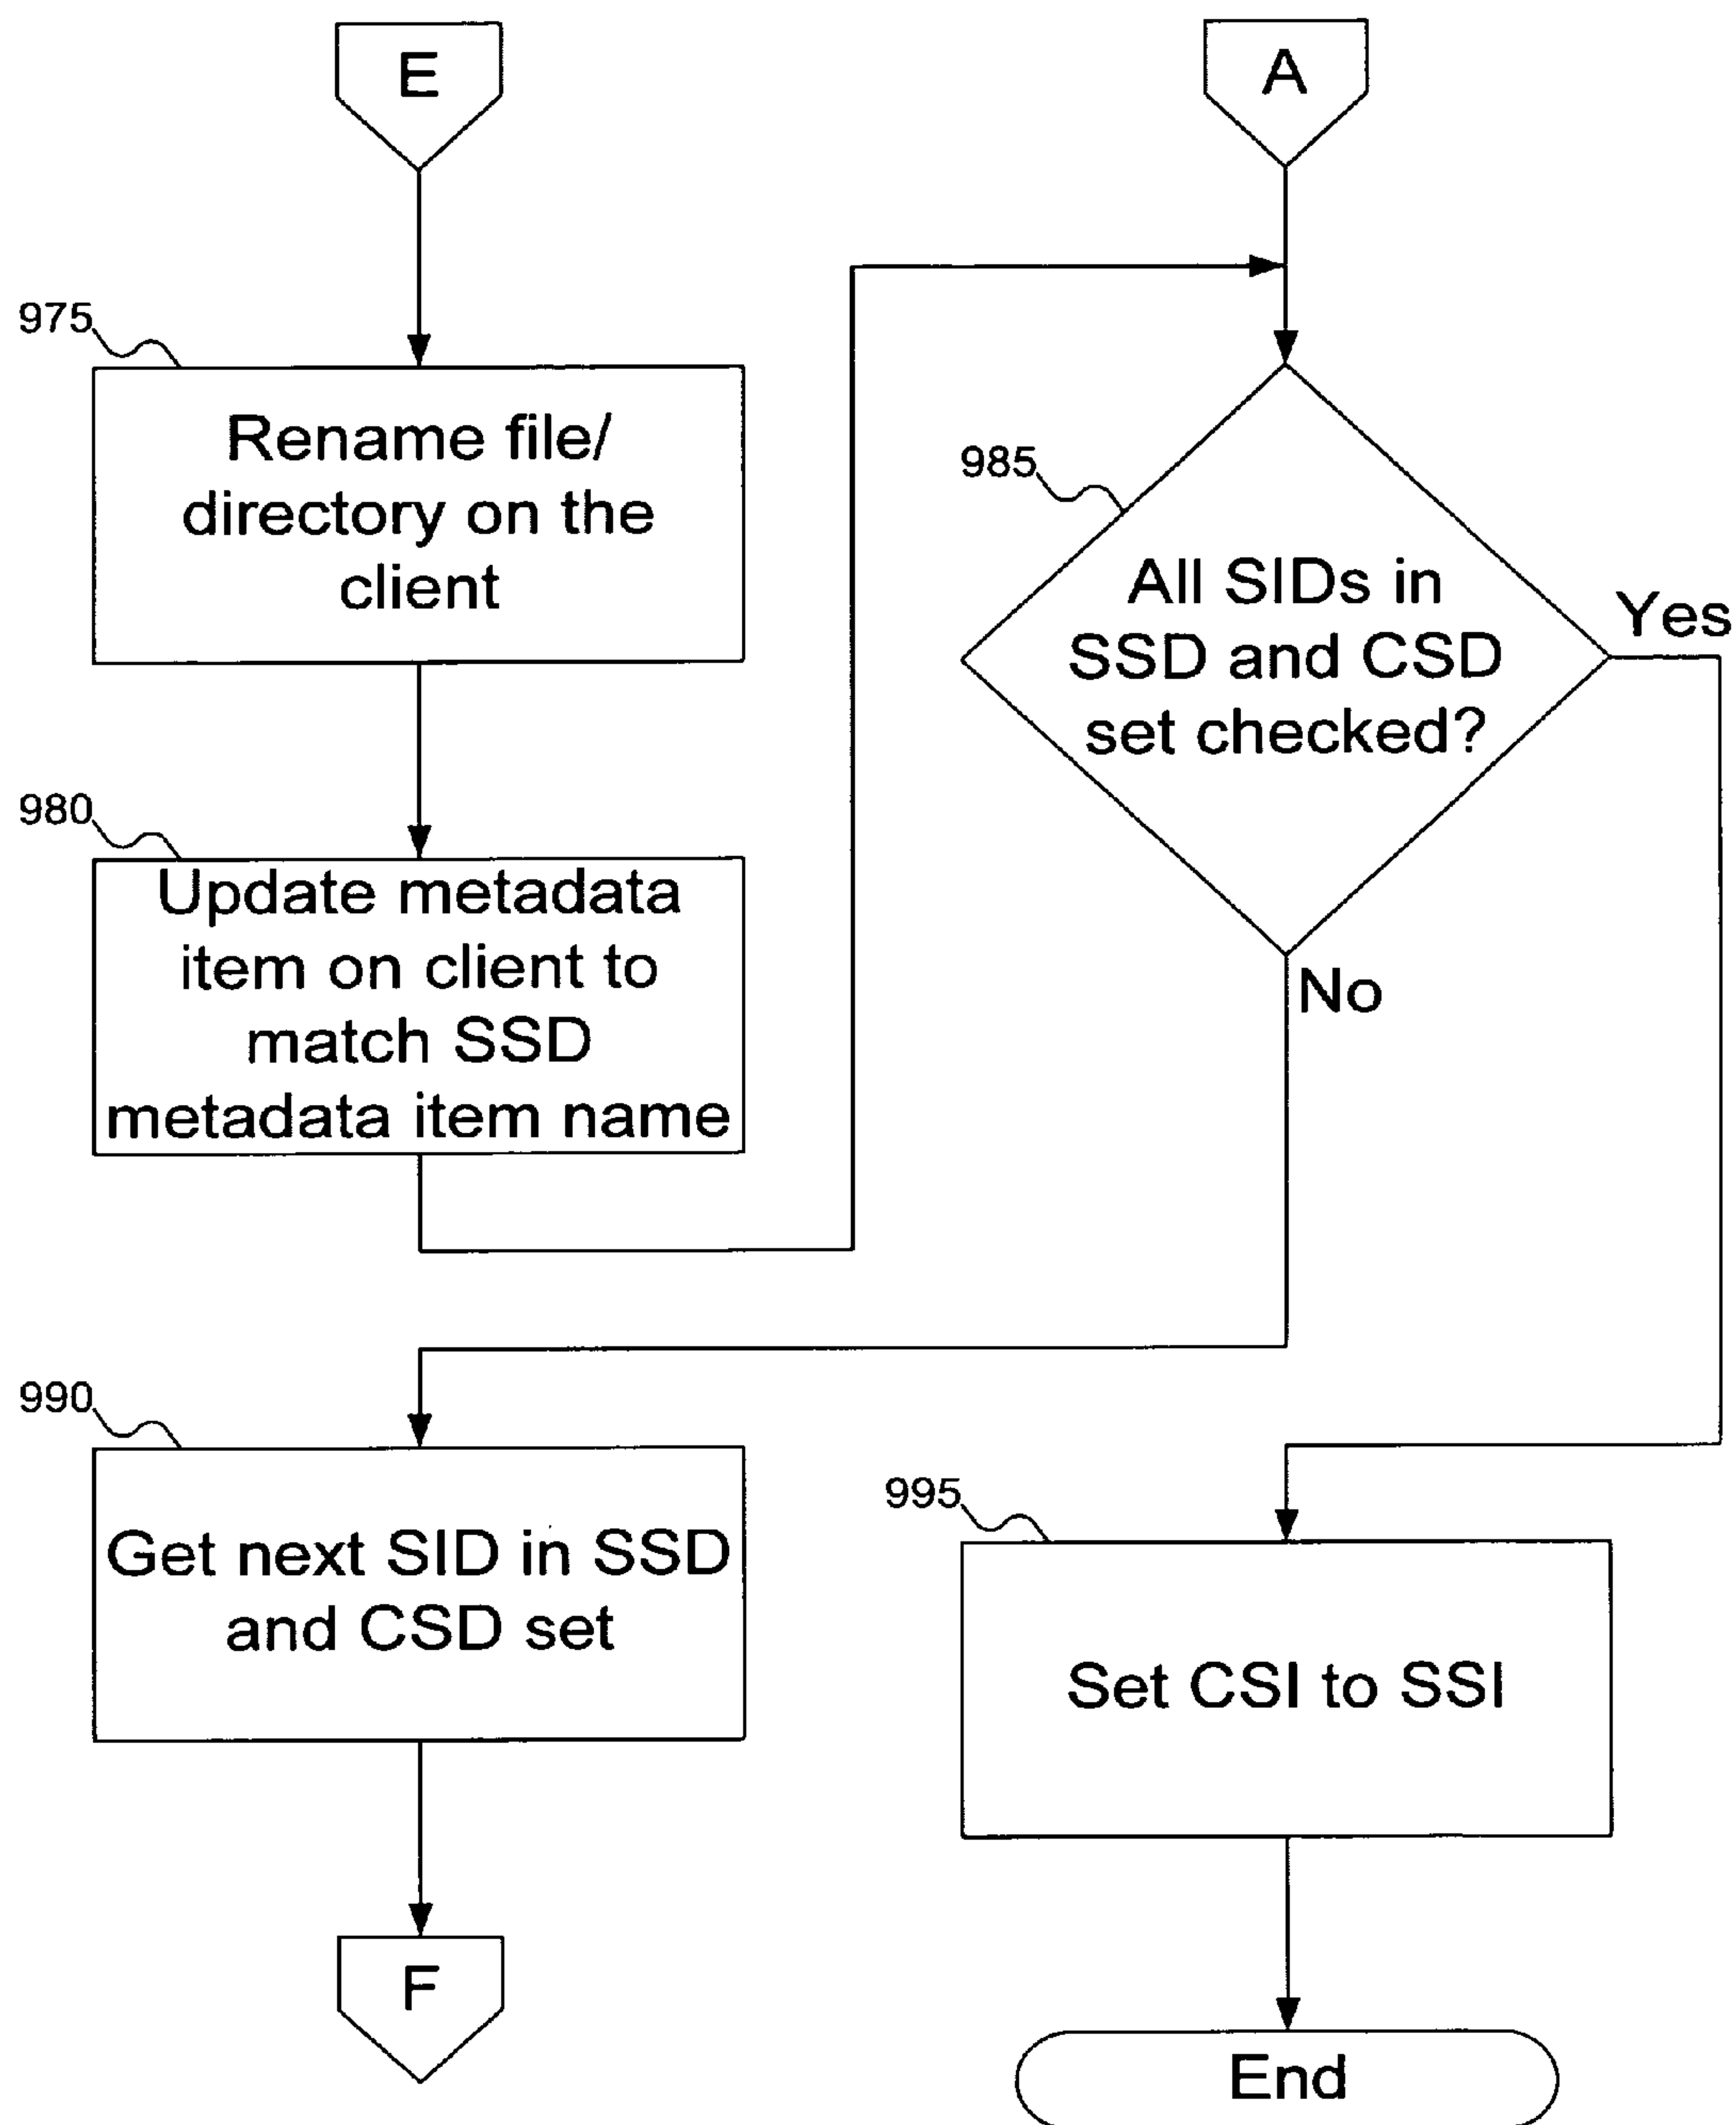 E
A
975
Rename file/
directory on the
client
985
All SIDs in
SSD and CSD
set checked?
Yes
No
980
Update metadata
item on client to
match SSD
metadata item name
990
Get next SID in SSD
and CSD set
995
Set CSI to SSI
F
End